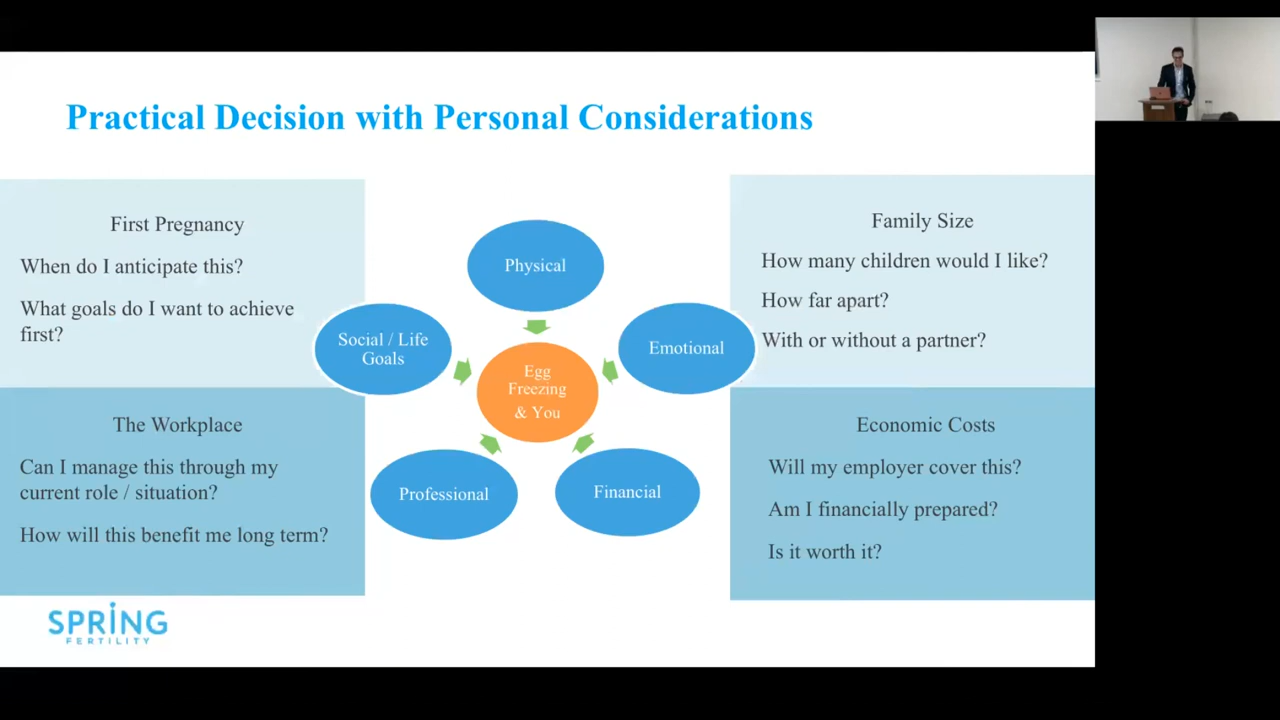 Practical Decision with Personal Considerations
First Pregnancy
When do I anticipate this?
What goals do I want to achieve
first?
Family Size
How many children would I like?
How far apart?
With or without a partner?
Physical
Social / Life
Goals
Emotional
Egg
Freezing
& You
Professional
Financial
The Workplace
Can I manage this through my
current role / situation?
How will this benefit me long term?
Economic Costs
Will my employer cover this?
Am I financially prepared?
Is it worth it?
SPRING
FERTILITY